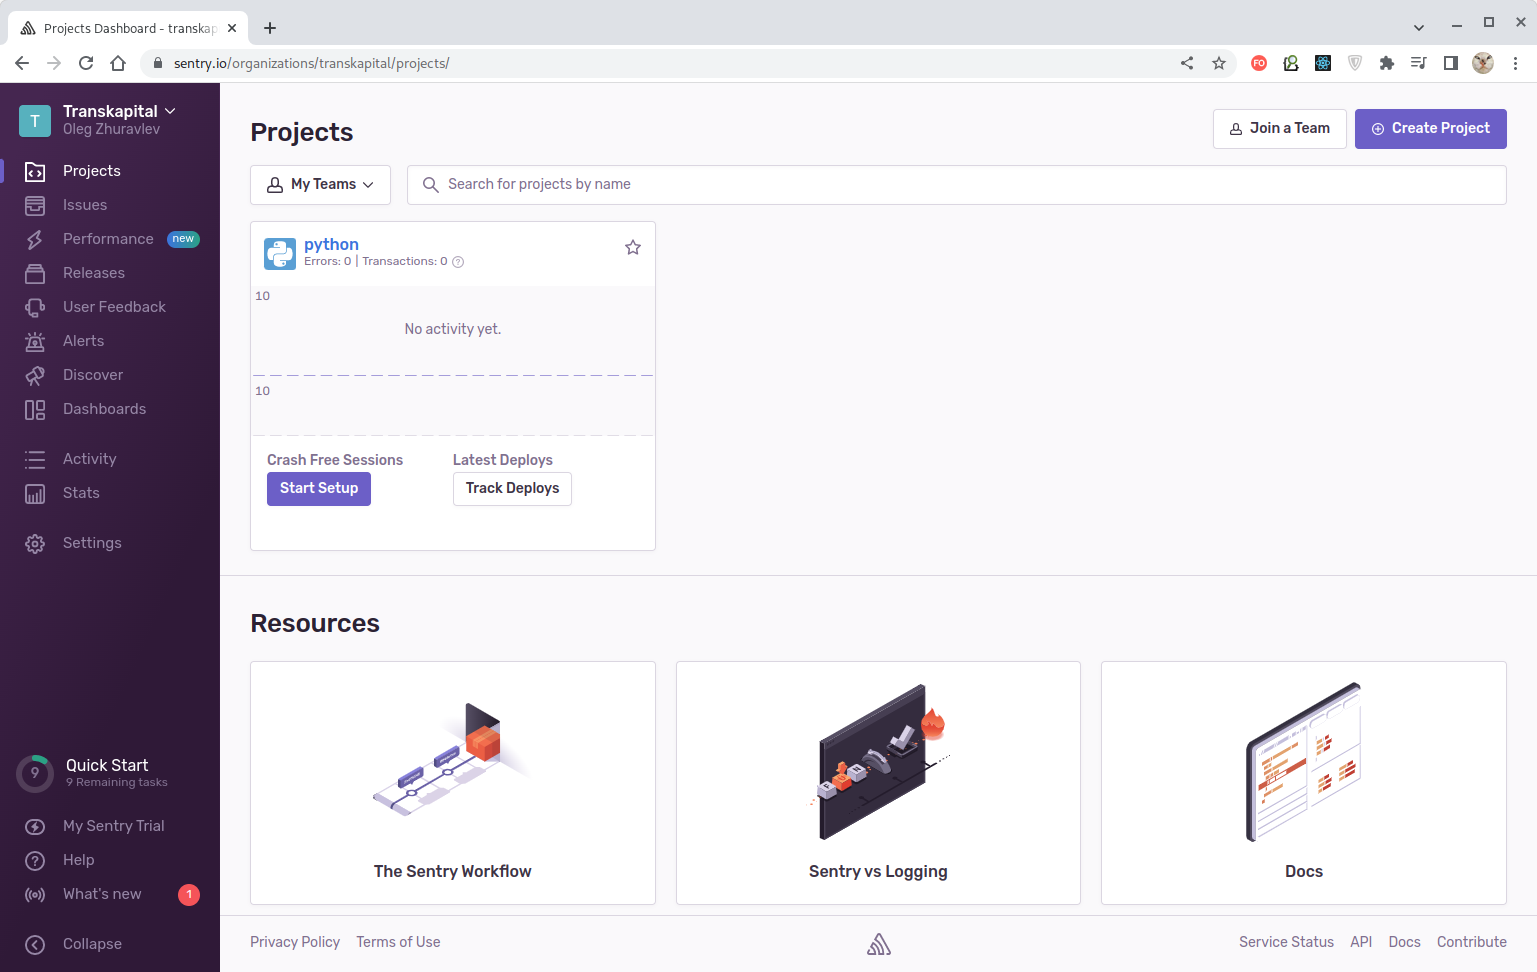 Projects Dashboard - transkap
sentry.io/organizations/transkapital/projects/
FO
T
Transkapital
Oleg Zhuravlev
Projects
Issues
Performance new
Releases
User Feedback
Alerts
Discover
Dashboards
Activity
Stats
Settings
9
Quick Start
9 Remaining tasks
My Sentry Trial
Help
What's new 1
Collapse
Projects
Join a Team
Create Project
My Teams
Search for projects by name
python
Errors: 0 | Transactions: 0 ?
10
No activity yet.
10
Crash Free Sessions
Start Setup
Latest Deploys
Track Deploys
Resources
The Sentry Workflow
Sentry vs Logging
Docs
Privacy Policy Terms of Use
Service Status API Docs Contribute